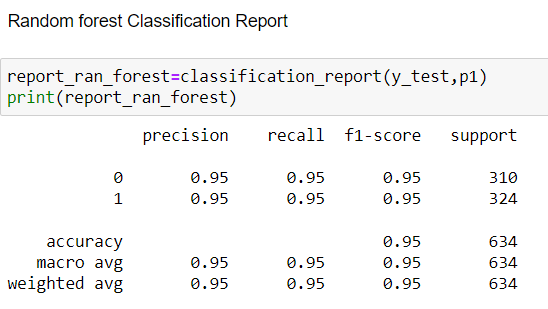 Random forest Classification Report
report_ran_forest=classification_report(y_test,p1)
print(report_ran_forest)
precision recall f1-score support
0 0.95 0.95 0.95 310
1 0.95 0.95 0.95 324
accuracy 0.95 634
macro avg 0.95 0.95 0.95 634
weighted avg 0.95 0.95 0.95 634